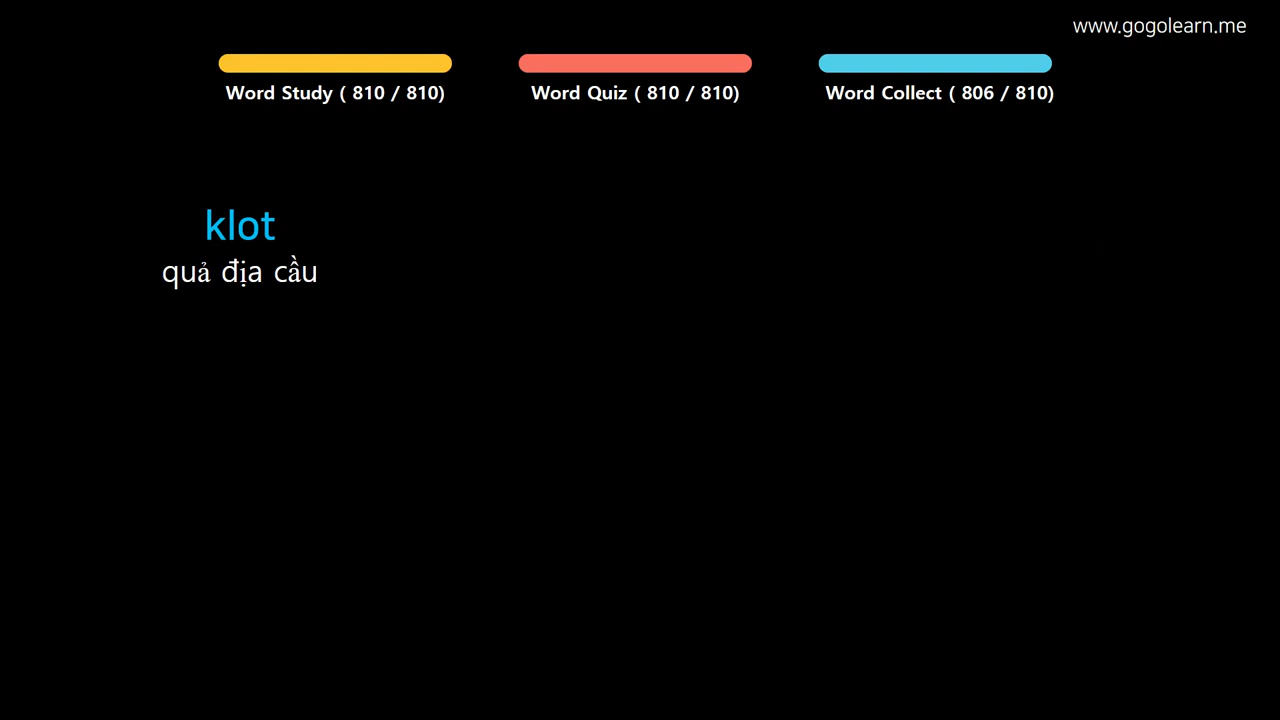 www.gogolearn.me
Word Study ( 810 / 810)
Word Quiz ( 810 / 810)
Word Collect ( 806 / 810)
klot
quả địa cầu